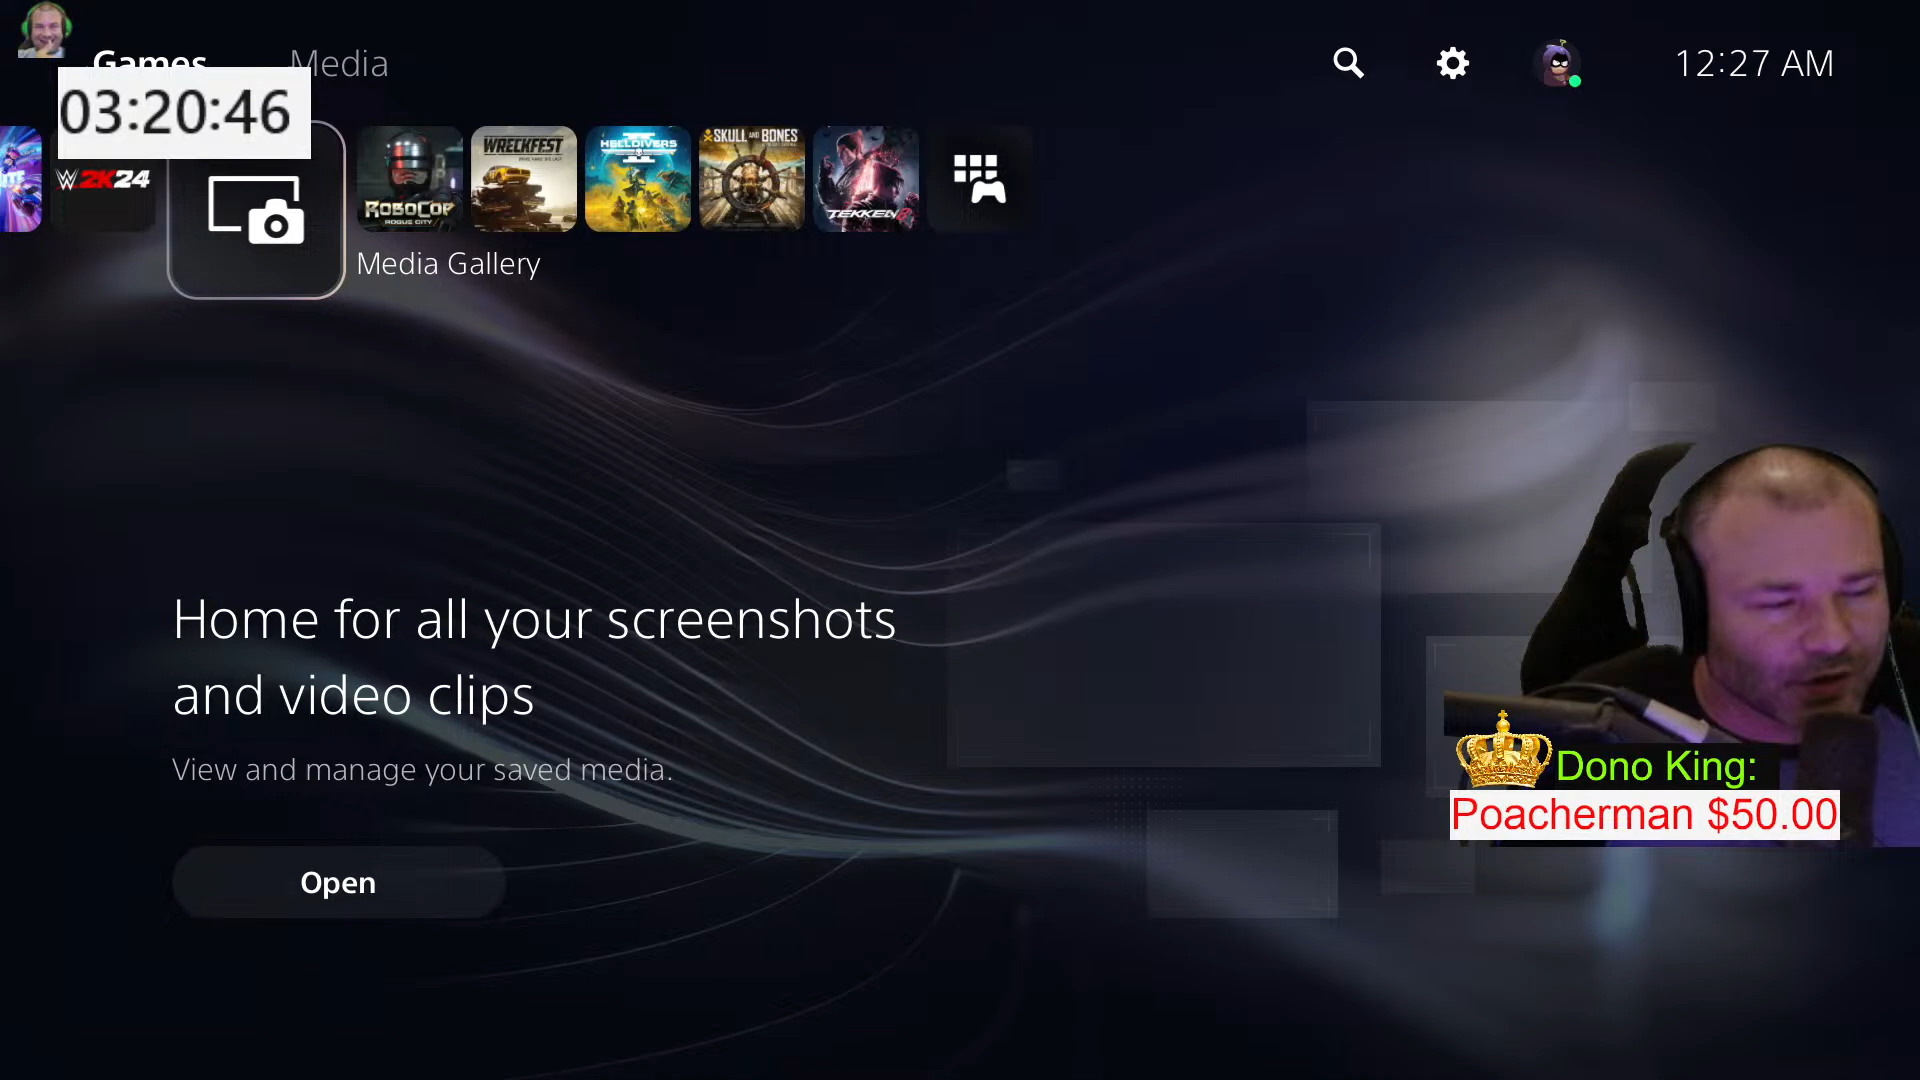 Games
Media
12:27 AM
03:20:46
W 2K24
ROBOCOP
ROGUE CITY
WRECKFEST
HELLDIVERS
II
SKULL AND BONES
TEKKEN 8
Media Gallery
Home for all your screenshots
and video clips
View and manage your saved media.
Open
Dono King:
Poacherman $50.00